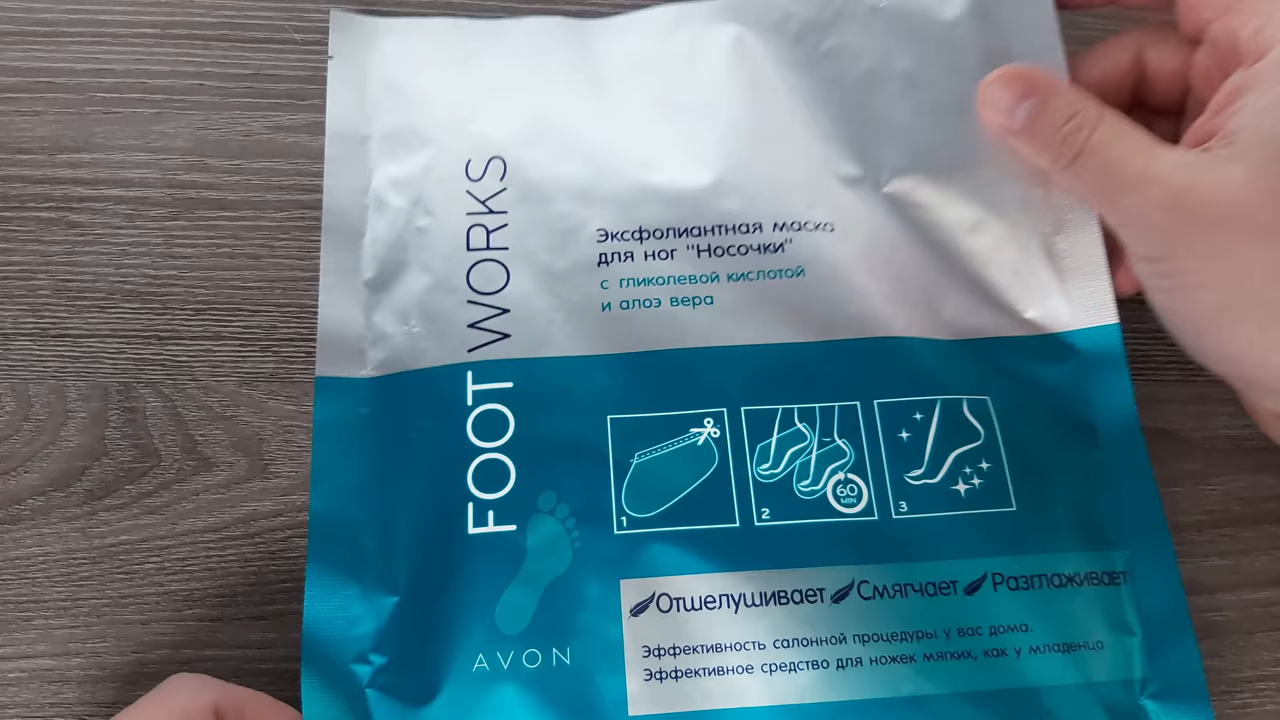 FOOT WORKS
Эксфолиантная маска
для ног "Носочки"
с гликолевой кислотой
и алоэ вера
1
2
60
MIN
3
Отшелушивает Смягчает Разглаживает
Эффективность салонной процедуры у вас дома.
Эффективное средство для ножек мягких, как у младенца
AVON